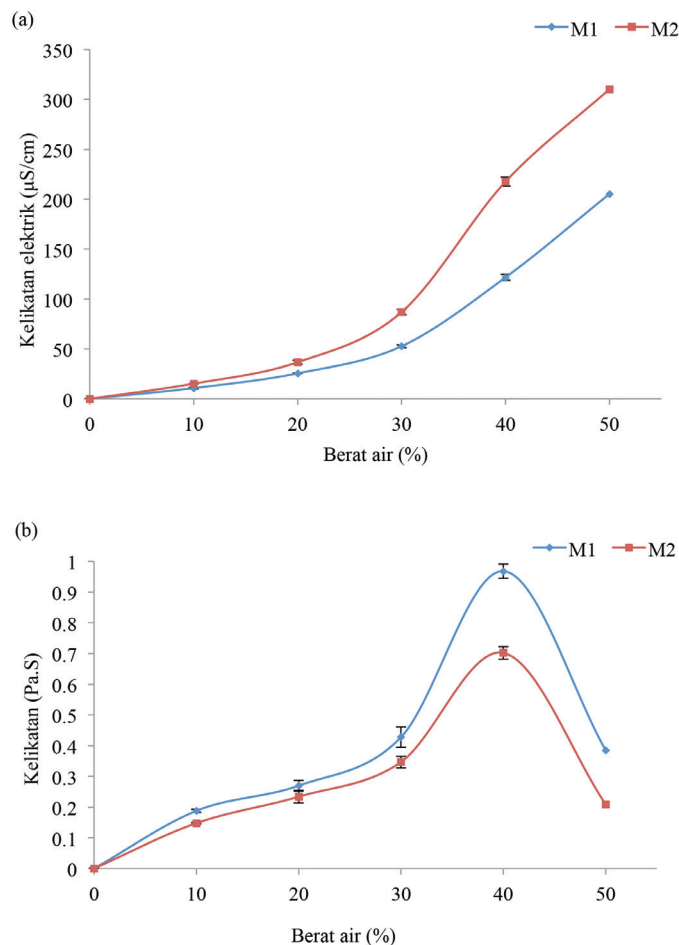 (a)
M1 M2
350
300
250
200
150
100
50
0
Kelikatan elektrik (µS/cm)
0 10 20 30 40 50
Berat air (%)
(b)
M1 M2
1
0.9
0.8
0.7
0.6
0.5
0.4
0.3
0.2
0.1
0
Kelikatan (Pa.S)
0 10 20 30 40 50
Berat air (%)